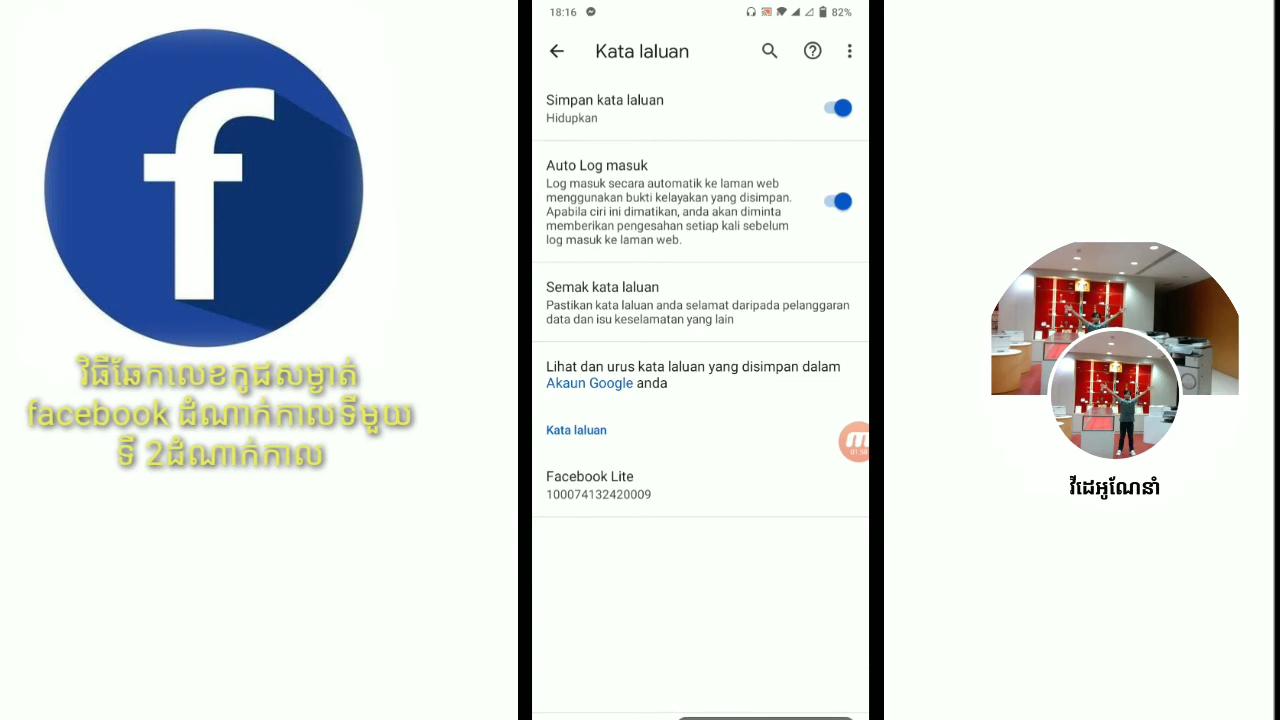 វិធីឆែកលេខកូដសម្ងាត់
facebook ដំណាក់កាលទីមួយ
ទី 2ដំណាក់កាល
18:16
82%
Kata laluan
Simpan kata laluan
Hidupkan
Auto Log masuk
Log masuk secara automatik ke laman web
menggunakan bukti kelayakan yang disimpan.
Apabila ciri ini dimatikan, anda akan diminta
memberikan pengesahan setiap kali sebelum
log masuk ke laman web.
Semak kata laluan
Pastikan kata laluan anda selamat daripada pelanggaran
data dan isu keselamatan yang lain
Lihat dan urus kata laluan yang disimpan dalam
Akaun Google anda
Kata laluan
01:58
Facebook Lite
100074132420009
វីដេអូណែនាំ